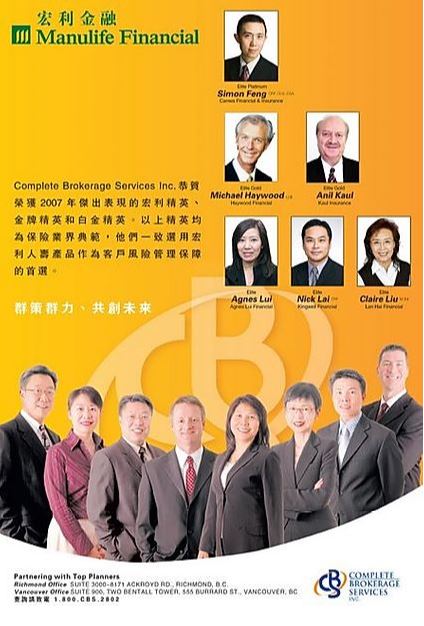 宏利金融
Manulife Financial
Elite Platinum
Simon Feng
Comex Financial & Insurance
Elite Gold
Michael Haywood
Haywood Financial
Elite Gold
Anil Kaul
Kaul Insurance
Complete Brokerage Services Inc. 恭賀
榮獲 2007 年傑出表現的宏利精英、
金牌精英和白金精英。以上精英均
為保險業界典範，他們一致選用宏
利人壽產品作為客戶風險管理保障
的首選。
Elite
Agnes Lui
Agnes Lui Financial
Elite
Nick Lai
Kingsed Financial
Elite
Claire Liu
Lan Hai Financial
群策群力、共創未來
CBS
Partnering with Top Planners
Richmond Office SUITE 3000-8171 ACKROYD RD., RICHMOND, B.C.
Vancouver Office SUITE 900, TWO BENTALL TOWER, 555 BURRARD ST., VANCOUVER, BC
查詢請致電 1.800.CBS.2802
CBS
COMPLETE
BROKERAGE
SERVICES
INC.